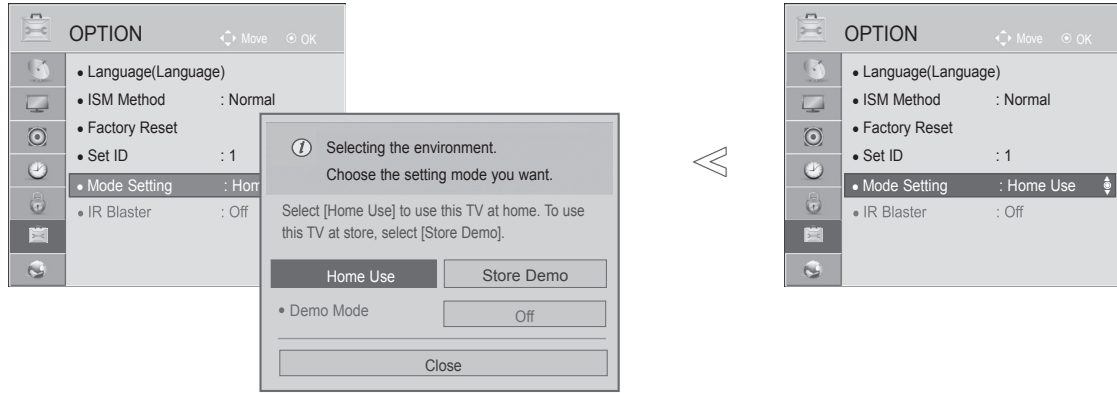 OPTION
Move OK
• Language(Language)
• ISM Method : Normal
• Factory Reset
• Set ID : 1
• Mode Setting : Hom
• IR Blaster : Off
Selecting the environment.
Choose the setting mode you want.
Select [Home Use] to use this TV at home. To use
this TV at store, select [Store Demo].
Home Use Store Demo
• Demo Mode Off
Close
OPTION
Move OK
• Language(Language)
• ISM Method : Normal
• Factory Reset
• Set ID : 1
• Mode Setting : Home Use
• IR Blaster : Off